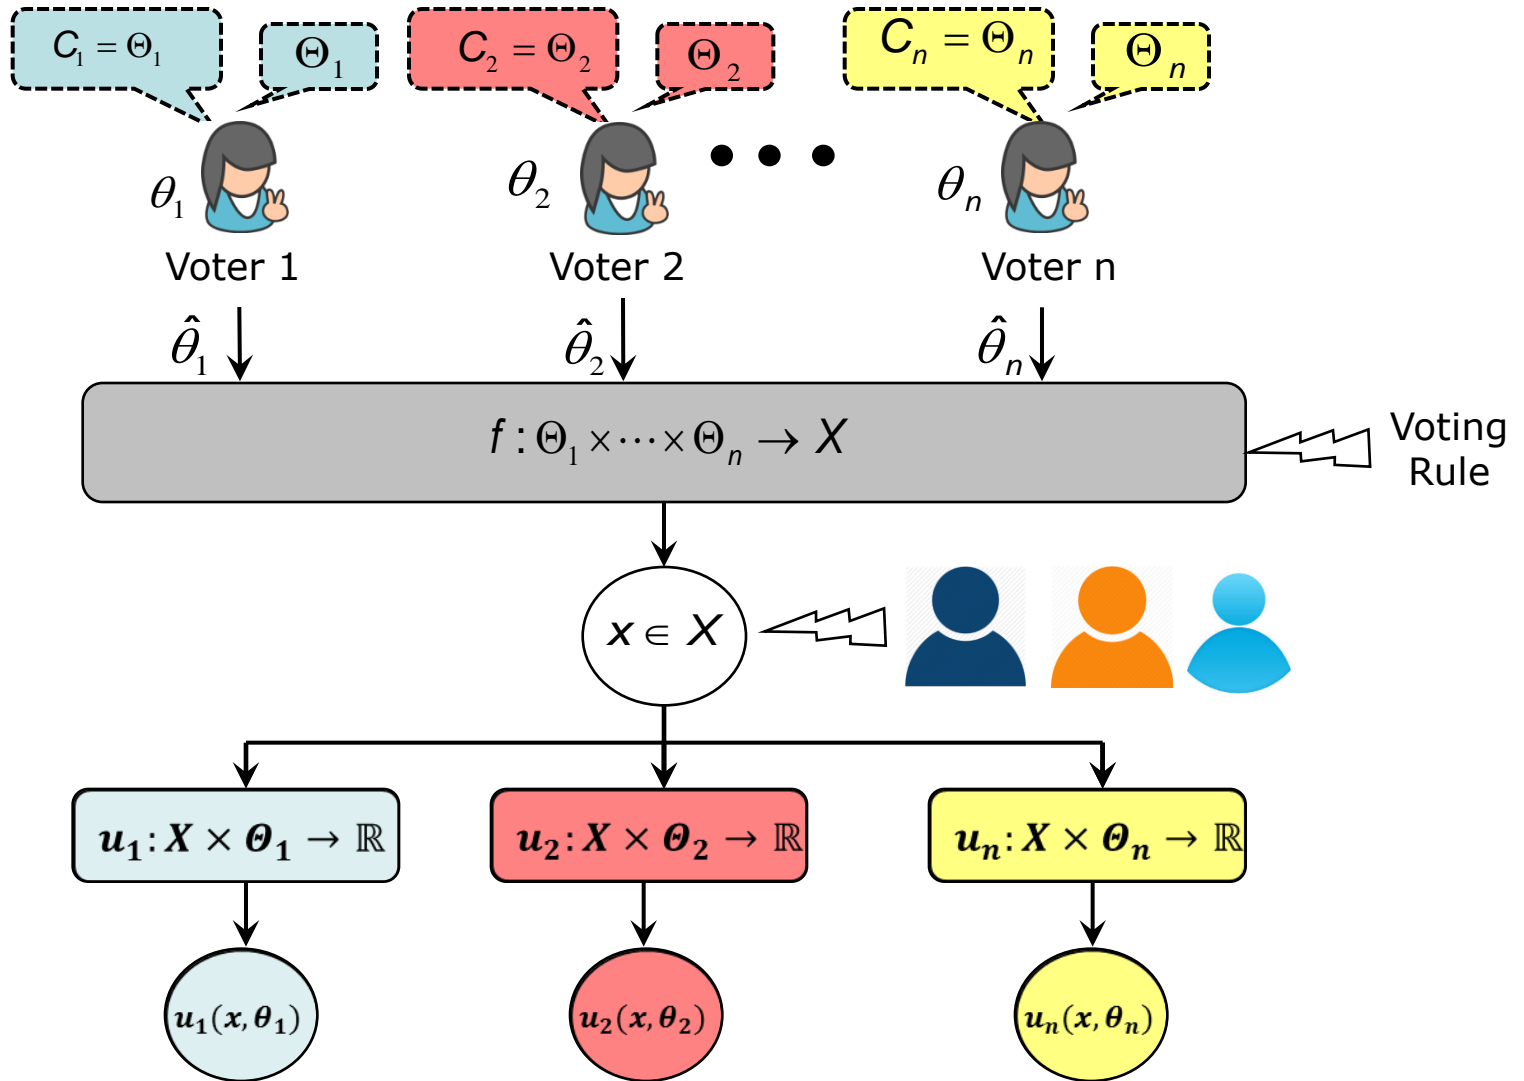 C₁ = Θ₁
Θ₁
C₂ = Θ₂
Θ₂
Cₙ = Θₙ
Θₙ
θ₁
θ₂
θₙ
Voter 1
Voter 2
Voter n
θ̂₁
θ̂₂
θ̂ₙ
f : Θ₁ × ⋯ × Θₙ → X
Voting
Rule
x ∈ X
u₁: X × Θ₁ → ℝ
u₂: X × Θ₂ → ℝ
uₙ: X × Θₙ → ℝ
u₁(x, θ₁)
u₂(x, θ₂)
uₙ(x, θₙ)